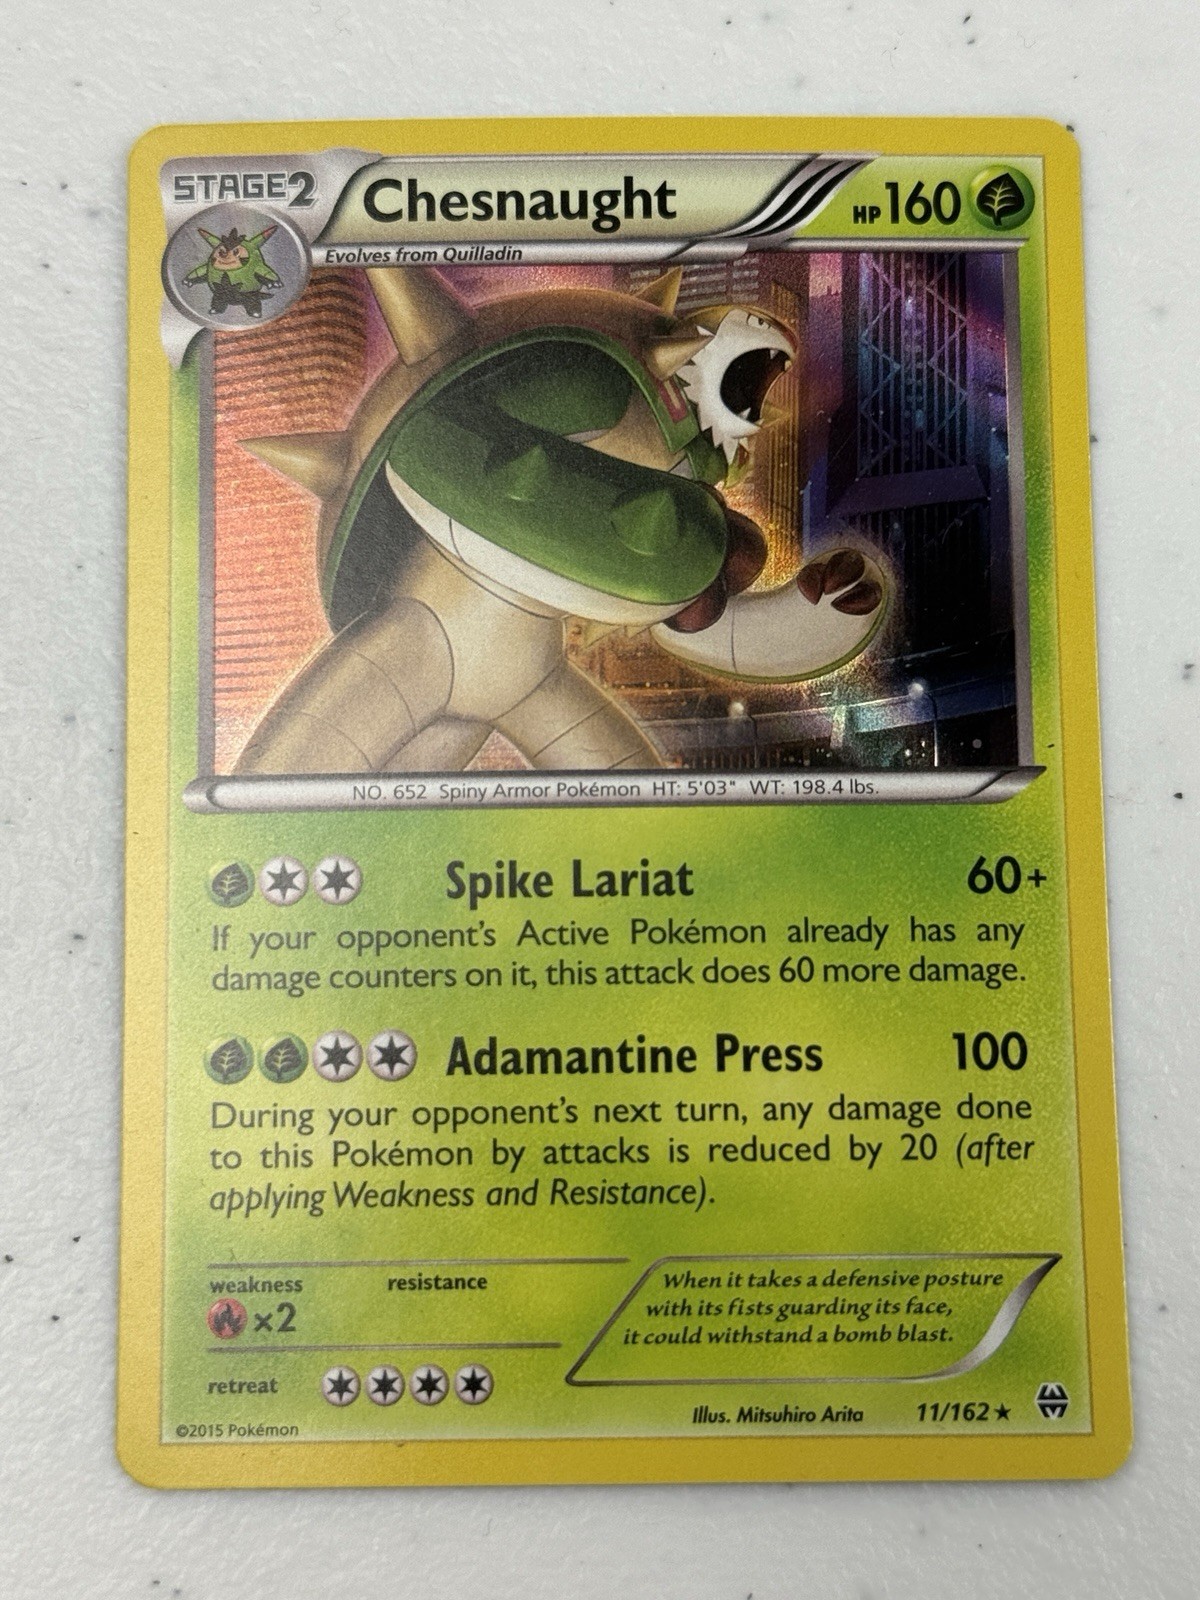 STAGE2
Chesnaught
HP160
Evolves from Quilladin
NO. 652 Spiny Armor Pokémon HT: 5'03" WT: 198.4 lbs.
Spike Lariat 60+
If your opponent's Active Pokémon already has any
damage counters on it, this attack does 60 more damage.
Adamantine Press 100
During your opponent's next turn, any damage done
to this Pokémon by attacks is reduced by 20 (after
applying Weakness and Resistance).
weakness resistance
×2
retreat
When it takes a defensive posture
with its fists guarding its face,
it could withstand a bomb blast.
Illus. Mitsuhiro Arita 11/162 ★
©2015 Pokémon